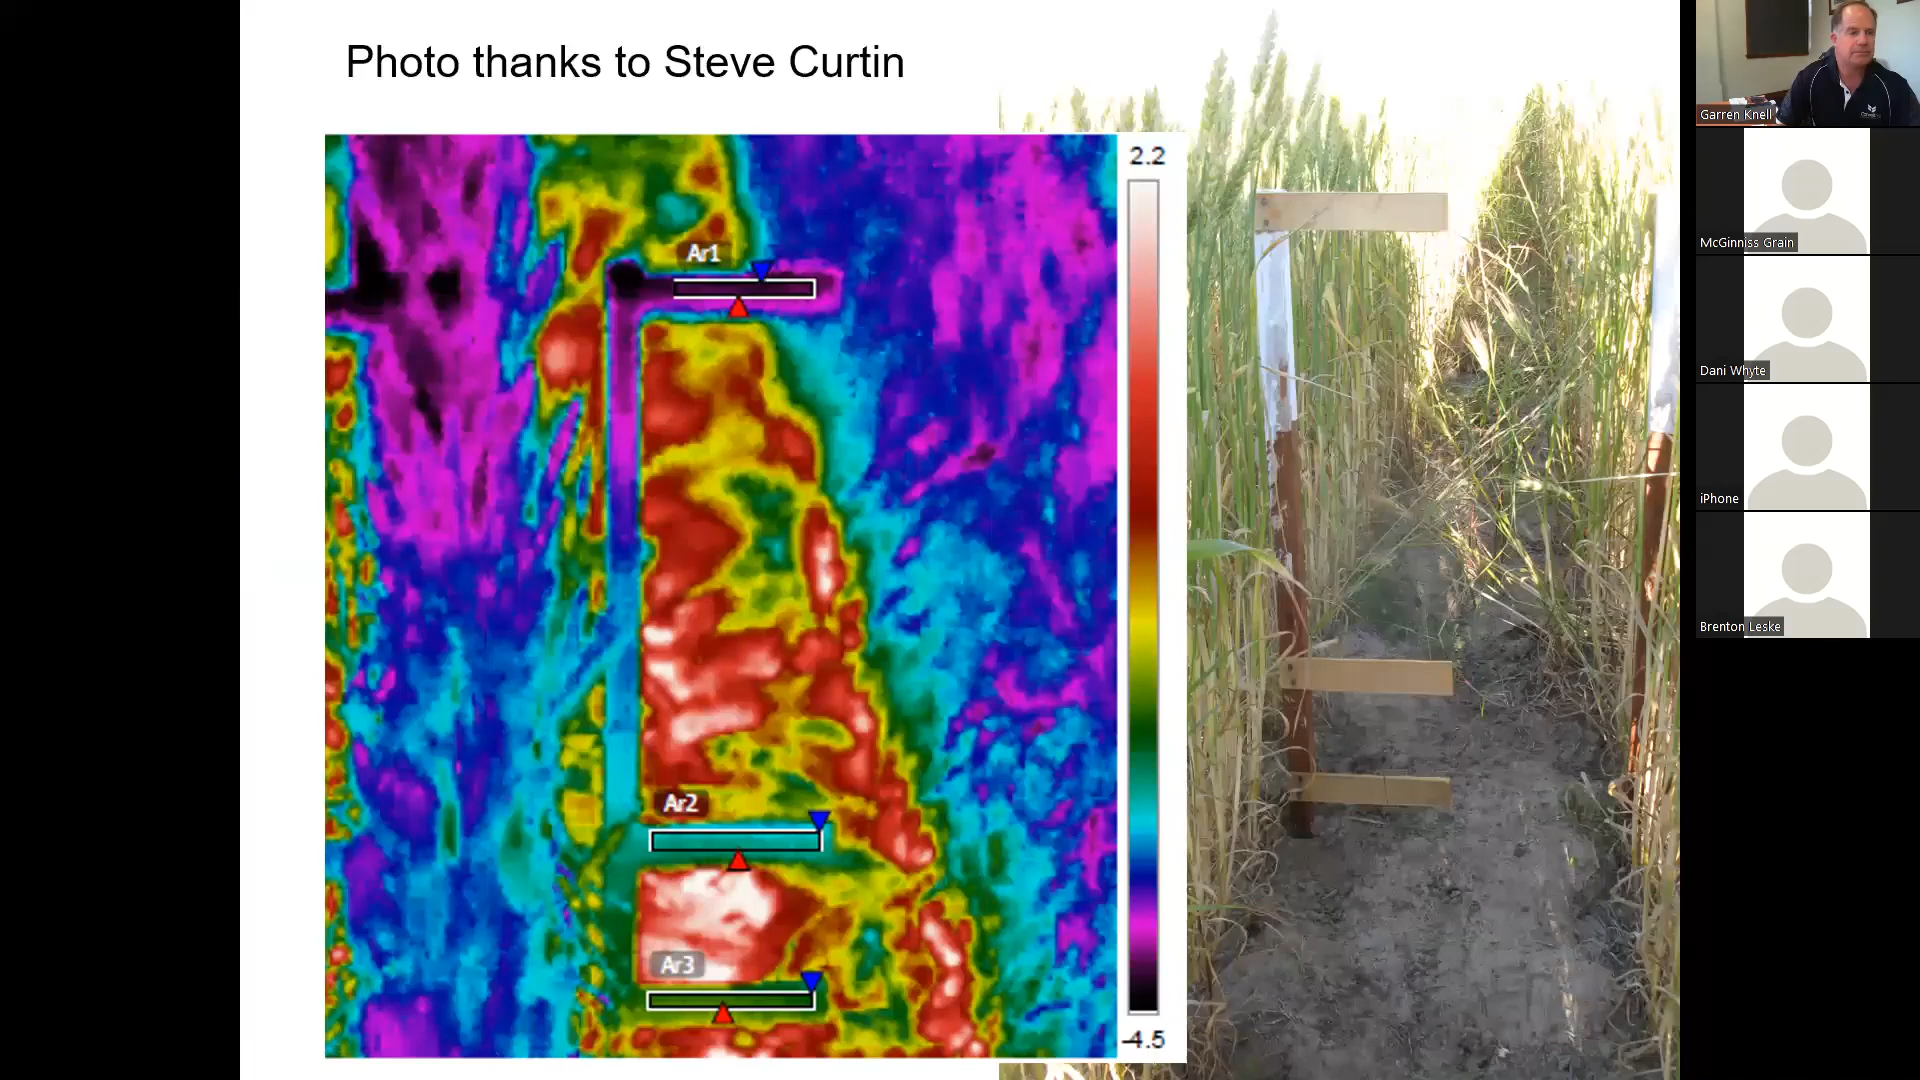 Photo thanks to Steve Curtin
2.2
Ar1
Ar2
Ar3
-4.5
Garren Knell
McGinniss Grain
Dani Whyte
iPhone
Brenton Leske